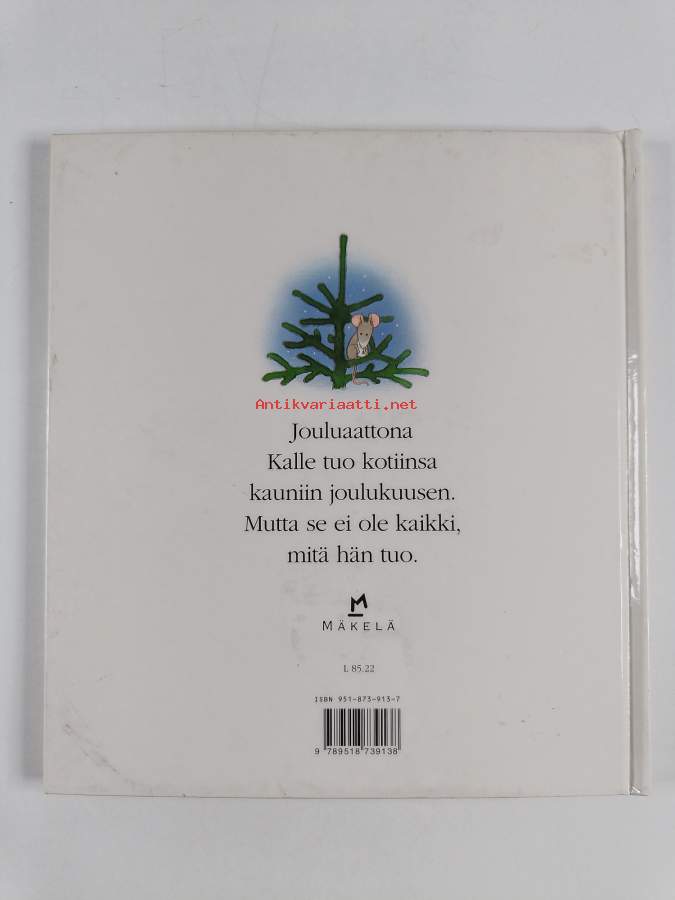 Antikvariaatti.net
Jouluaattona
Kalle tuo kotiinsa
kauniin joulukuusen.
Mutta se ei ole kaikki,
mitä hän tuo.
M
MÄKELÄ
L 85.22
ISBN 951-873-913-7
9 789518 739138